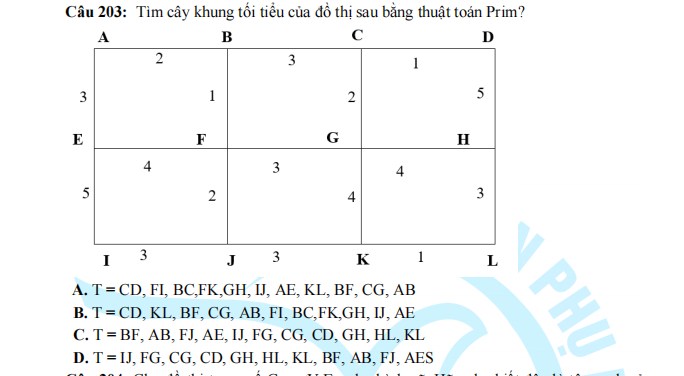 Câu 203: Tìm cây khung tối tiểu của đồ thị sau bằng thuật toán Prim?
A B C D
2 3 1
3 1 2 5
E F G H
4 3 4
5 2 4 3
I 3 J 3 K 1 L
A. T = CD, FI, BC,FK,GH, IJ, AE, KL, BF, CG, AB
B. T = CD, KL, BF, CG, AB, FI, BC,FK,GH, IJ, AE
C. T = BF, AB, FJ, AE, IJ, FG, CG, CD, GH, HL, KL
D. T = IJ, FG, CG, CD, GH, HL, KL, BF, AB, FJ, AES
N PHỤ